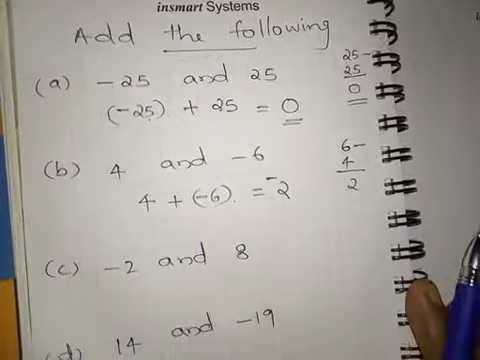 insmart Systems
Add the following
(a) -25 and 25
(-25) + 25 = 0
25-
25
0
(b) 4 and -6
4 + (-6) = -2
6-
4
2
(c) -2 and 8
(d) 14 and -19